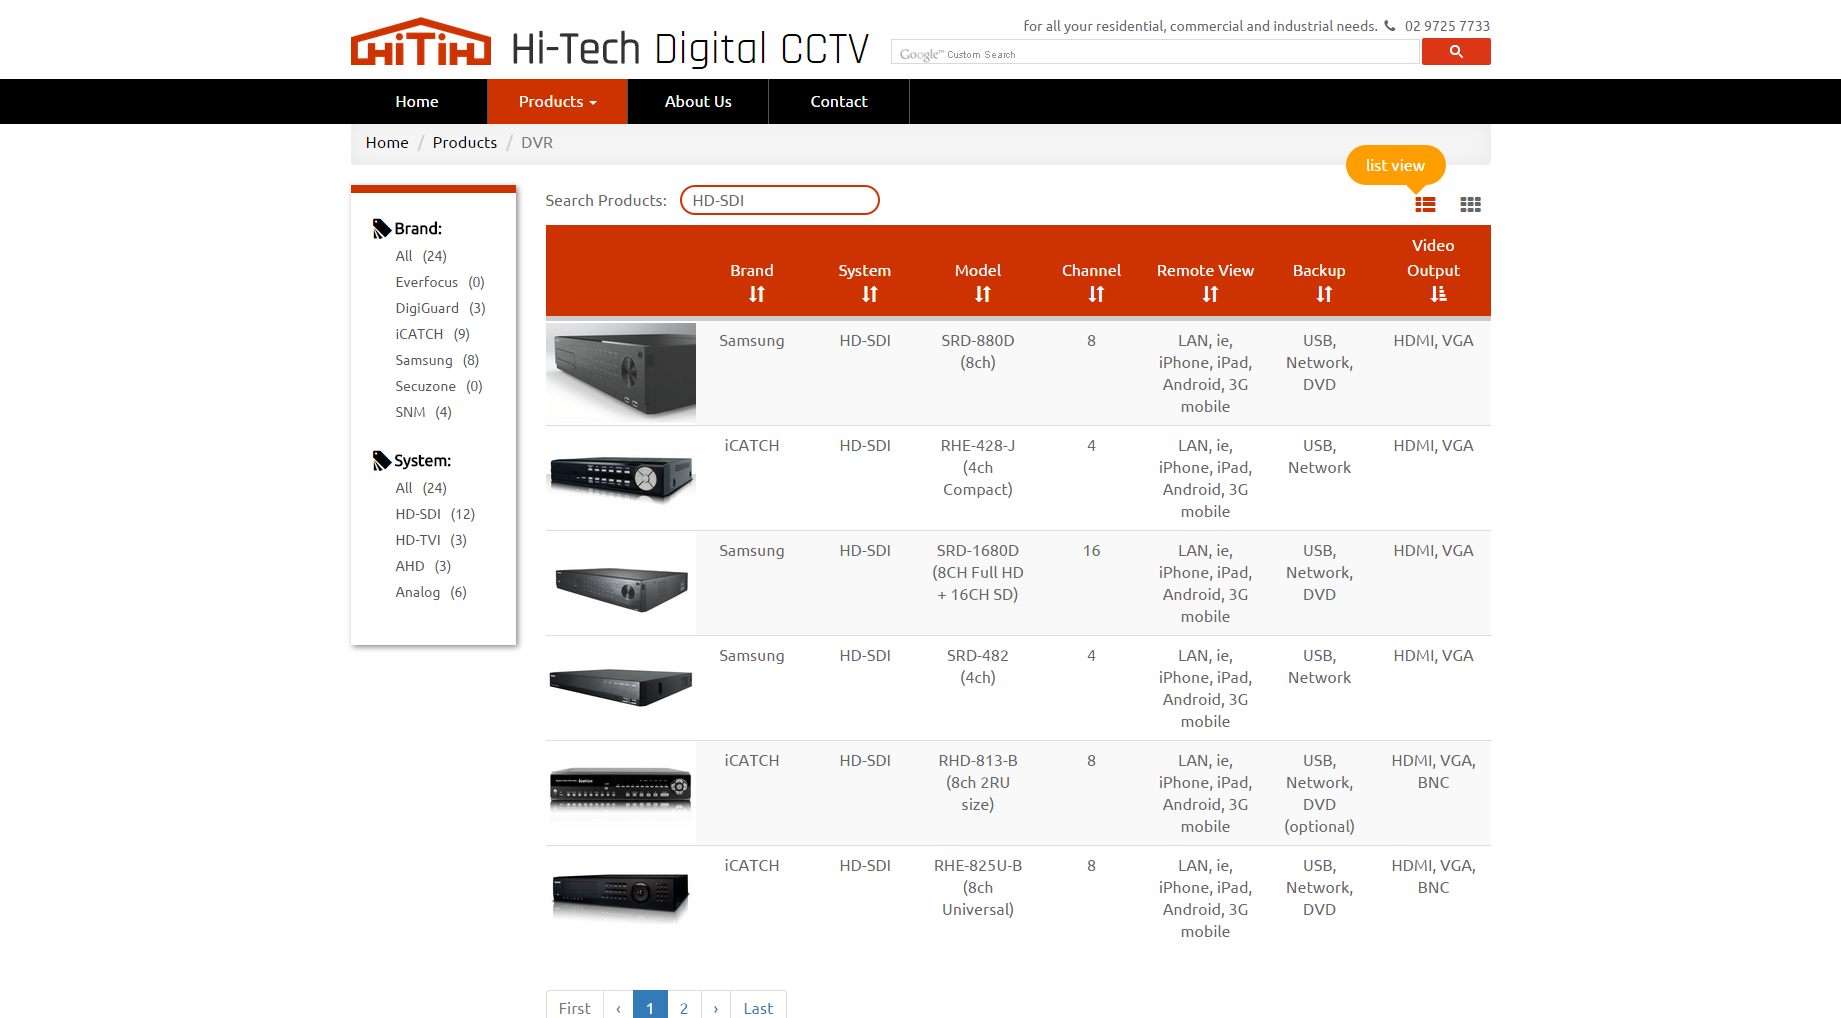 for all your residential, commercial and industrial needs. 02 9725 7733
HiTIH Hi-Tech Digital CCTV
Google™ Custom Search
Home Products About Us Contact
Home / Products / DVR
list view
Search Products: HD-SDI
Brand:
All (24)
Everfocus (0)
DigiGuard (3)
iCATCH (9)
Samsung (8)
Secuzone (0)
SNM (4)
System:
All (24)
HD-SDI (12)
HD-TVI (3)
AHD (3)
Analog (6)
Video
Brand System Model Channel Remote View Backup Output
Samsung HD-SDI SRD-880D 8 LAN, ie, USB, HDMI, VGA
(8ch) iPhone, iPad, Network,
Android, 3G DVD
mobile
iCATCH HD-SDI RHE-428-J 4 LAN, ie, USB, HDMI, VGA
(4ch iPhone, iPad, Network
Compact) Android, 3G
mobile
Samsung HD-SDI SRD-1680D 16 LAN, ie, USB, HDMI, VGA
(8CH Full HD iPhone, iPad, Network,
+ 16CH SD) Android, 3G DVD
mobile
Samsung HD-SDI SRD-482 4 LAN, ie, USB, HDMI, VGA
(4ch) iPhone, iPad, Network
Android, 3G
mobile
iCATCH HD-SDI RHD-813-B 8 LAN, ie, USB, HDMI, VGA,
(8ch 2RU iPhone, iPad, Network, BNC
size) Android, 3G DVD
mobile (optional)
iCATCH
iCATCH HD-SDI RHE-825U-B 8 LAN, ie, USB, HDMI, VGA,
(8ch iPhone, iPad, Network, BNC
Universal) Android, 3G DVD
mobile
First ‹ 1 2 › Last